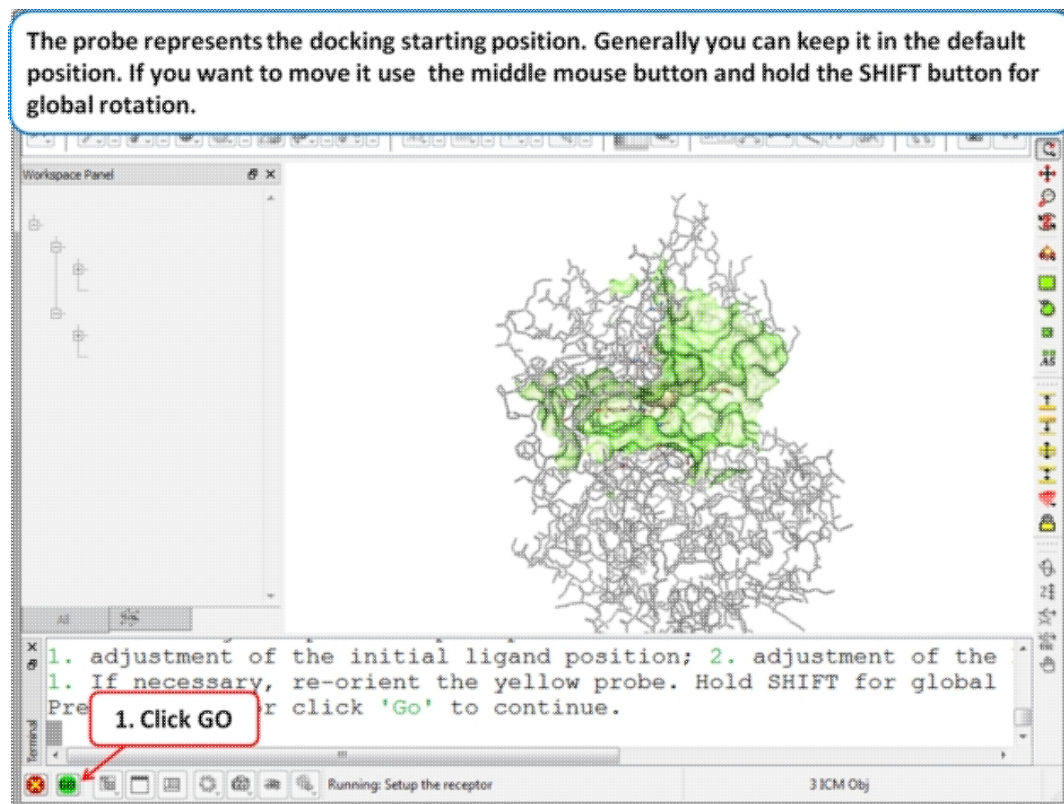 The probe represents the docking starting position. Generally you can keep it in the default
position. If you want to move it use the middle mouse button and hold the SHIFT button for
global rotation.
Workspace Panel
All
AS
1. adjustment of the initial ligand position; 2. adjustment of the
1. If necessary, re-orient the yellow probe. Hold SHIFT for global
Pre
r click 'Go' to continue.
1. Click GO
Terminal
Running: Setup the receptor
3 ICM Obj